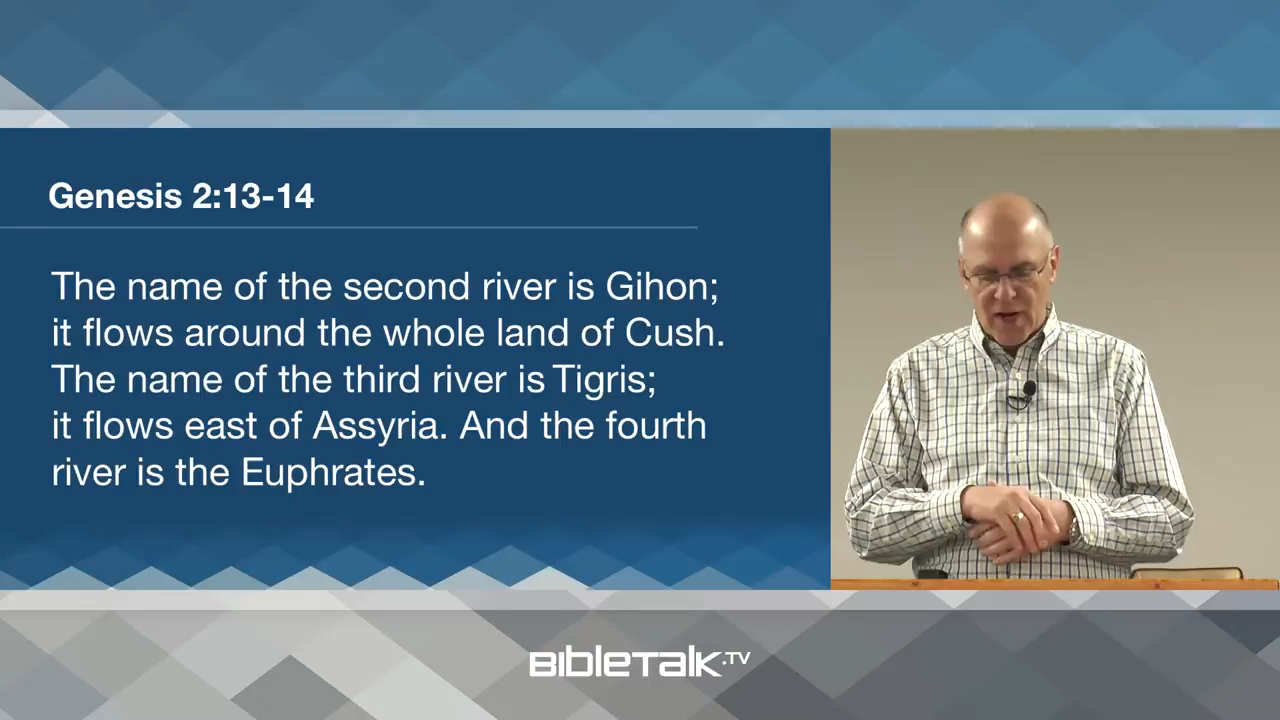 Genesis 2:13-14
The name of the second river is Gihon;
it flows around the whole land of Cush.
The name of the third river is Tigris;
it flows east of Assyria. And the fourth
river is the Euphrates.
BibleTalk.TV